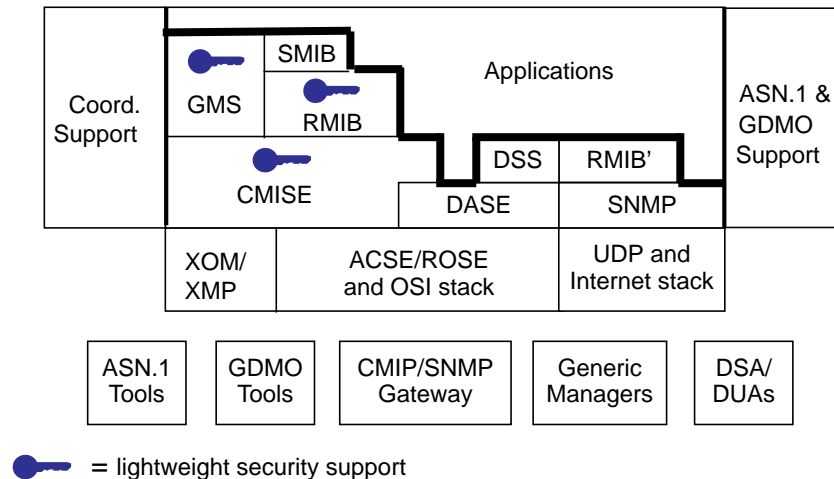 SMIB
Applications
GMS
RMIB
Coord.
Support
ASN.1 &
GDMO
Support
CMISE
DSS
RMIB’
DASE
SNMP
XOM/
XMP
ACSE/ROSE
and OSI stack
UDP and
Internet stack
ASN.1
Tools
GDMO
Tools
CMIP/SNMP
Gateway
Generic
Managers
DSA/
DUAs
= lightweight security support